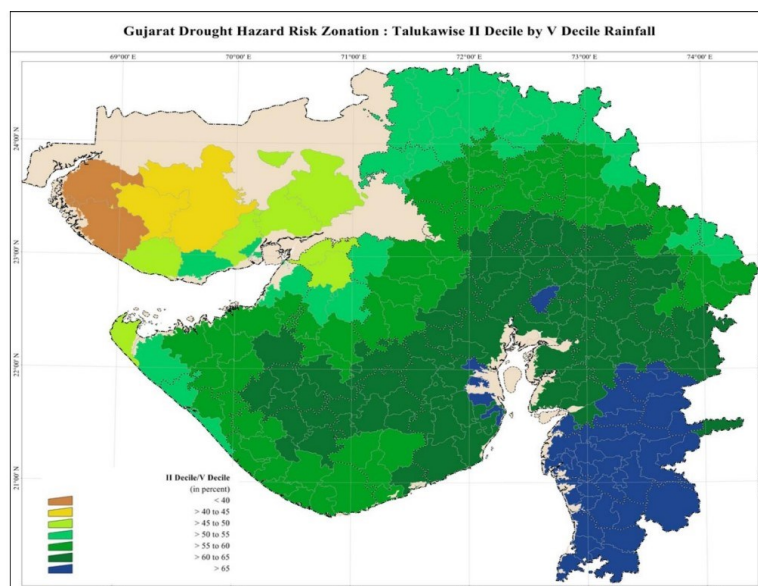 Gujarat Drought Hazard Risk Zonation : Talukawise II Decile by V Decile Rainfall
69°00' E 70°00' E 71°00' E 72°00' E 73°00' E 74°00' E
24°00' N
23°00' N
22°00' N
21°00' N
II Decile/V Decile
(in percent)
< 40
> 40 to 45
> 45 to 50
> 50 to 55
> 55 to 60
> 60 to 65
> 65